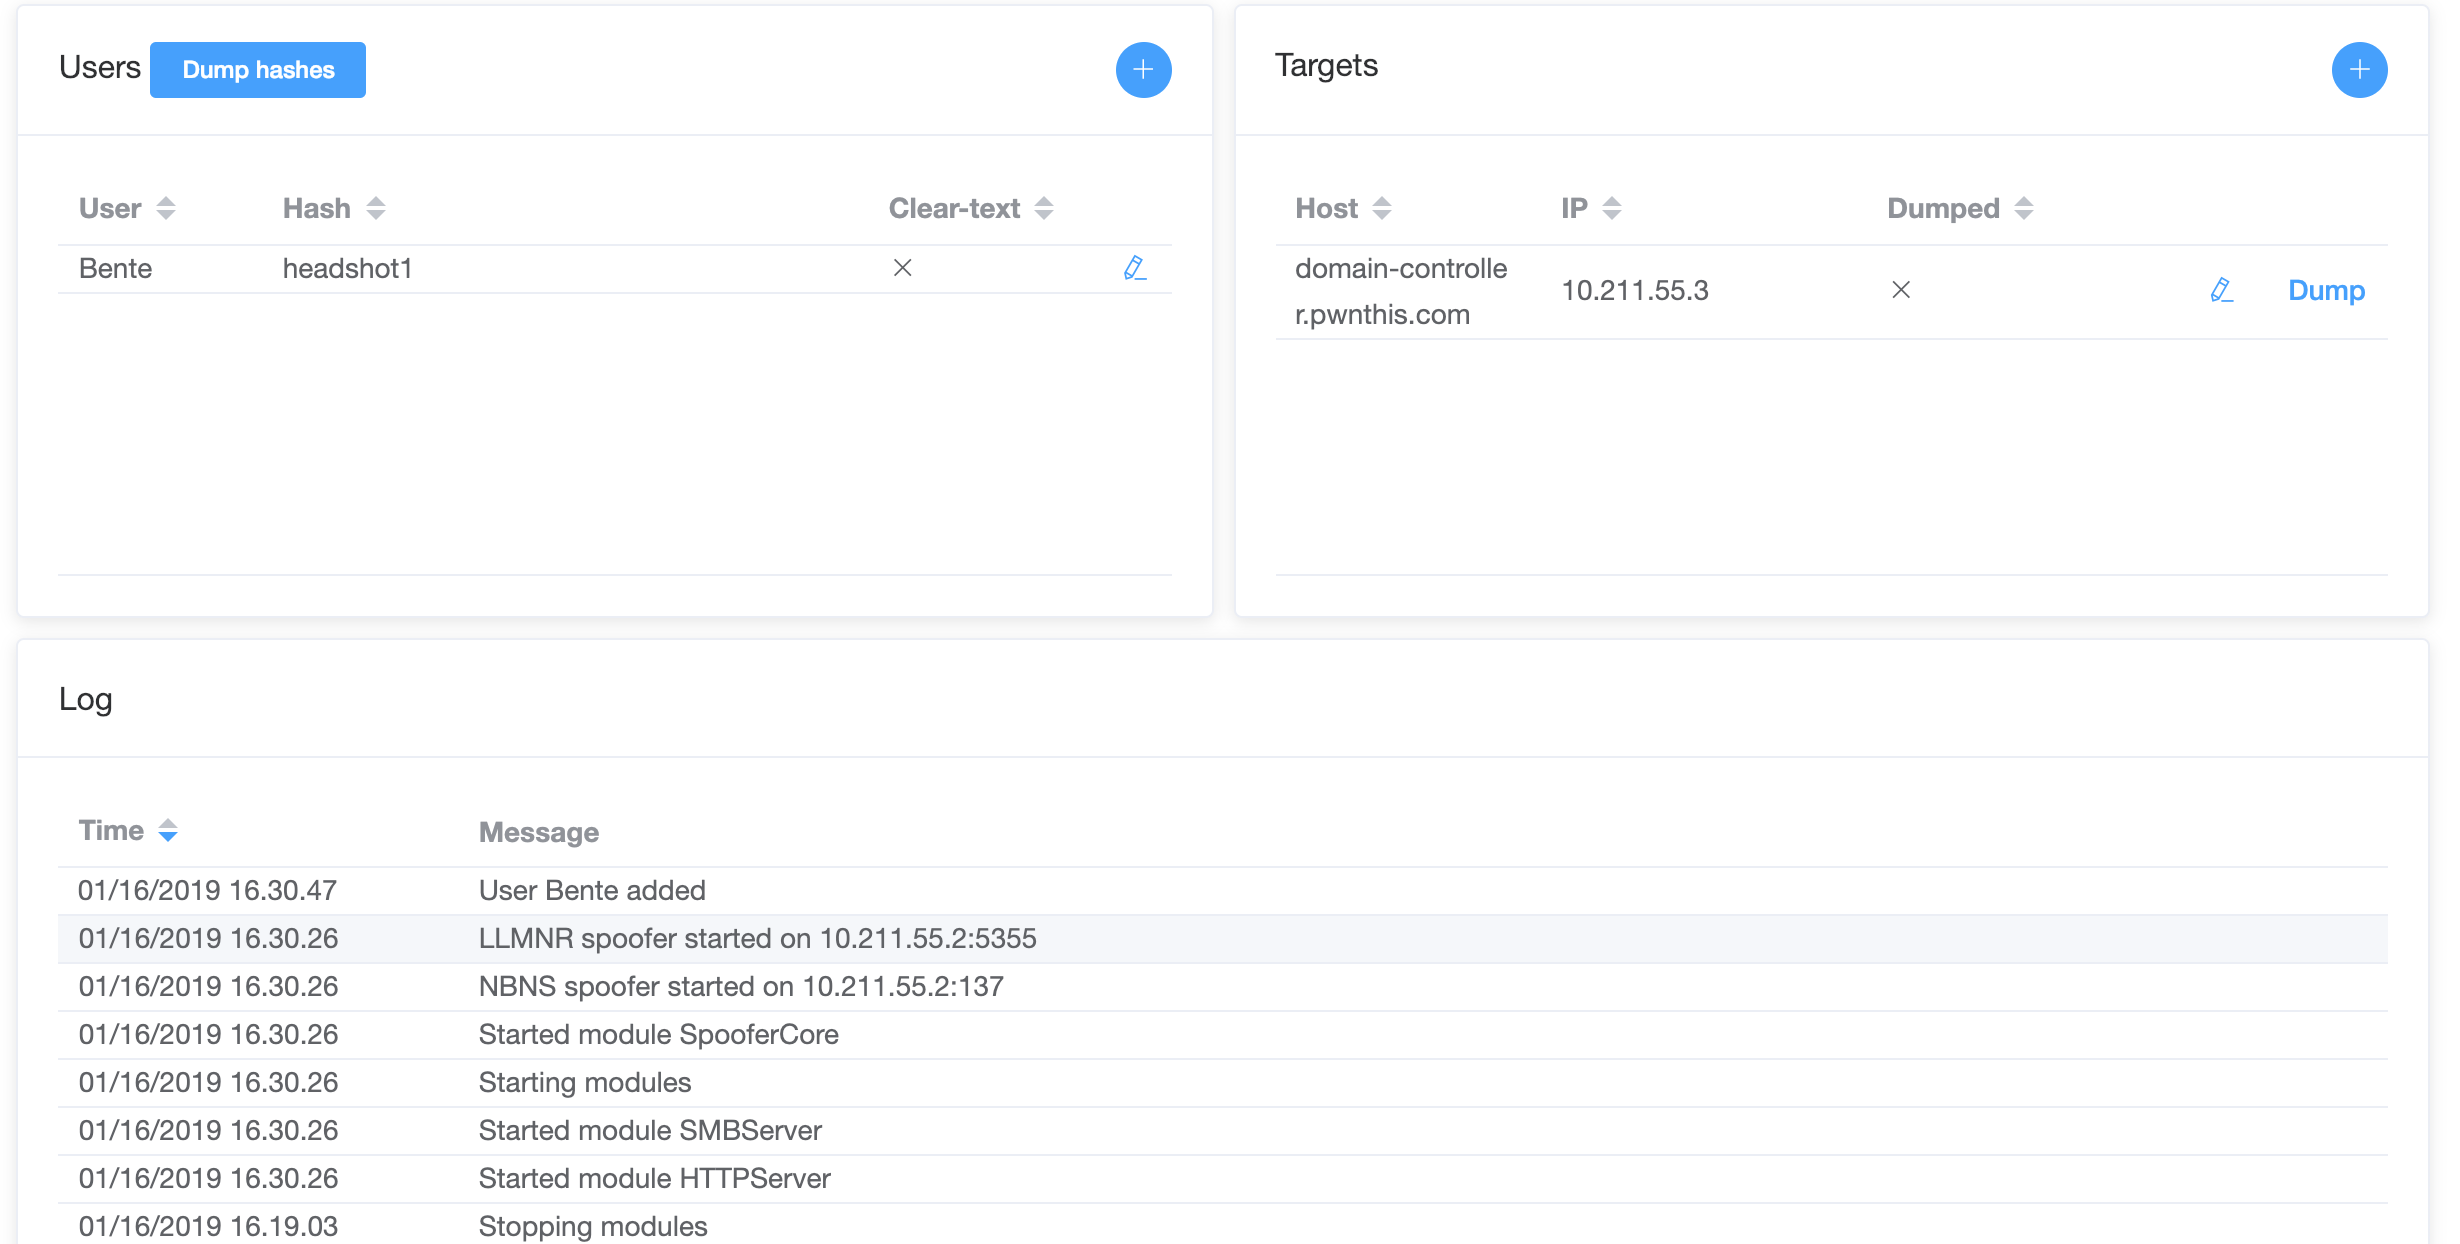 Users Dump hashes
Targets
User Hash Clear-text
Bente headshot1
Host IP Dumped
domain-controlle
r.pwnthis.com 10.211.55.3 Dump
Log
Time Message
01/16/2019 16.30.47 User Bente added
01/16/2019 16.30.26 LLMNR spoofer started on 10.211.55.2:5355
01/16/2019 16.30.26 NBNS spoofer started on 10.211.55.2:137
01/16/2019 16.30.26 Started module SpooferCore
01/16/2019 16.30.26 Starting modules
01/16/2019 16.30.26 Started module SMBServer
01/16/2019 16.30.26 Started module HTTPServer
01/16/2019 16.19.03 Stopping modules